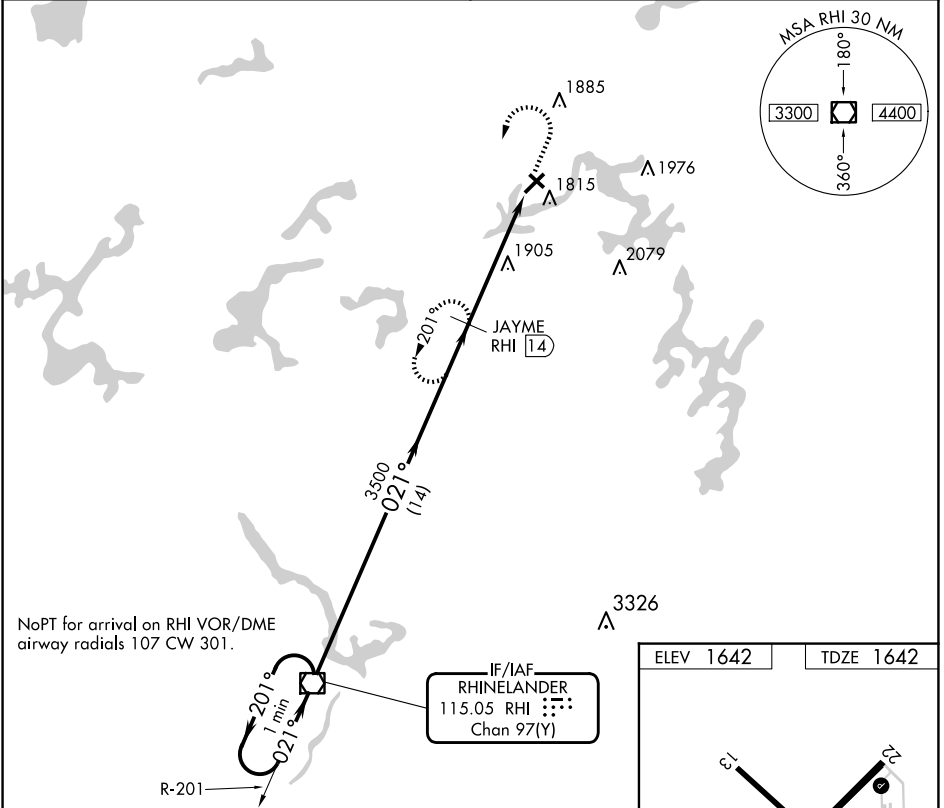 MSA RHI 30 NM
180°
3300
4400
360°
1885
1976
1815
1905
2079
201°
JAYME
RHI 14
3500
021°
(14)
3326
NoPT for arrival on RHI VOR/DME
airway radials 107 CW 301.
IF/IAF
RHINELANDER
115.05 RHI
Chan 97(Y)
201°
1 min
021°
R-201
ELEV 1642
TDZE 1642
13
22
P